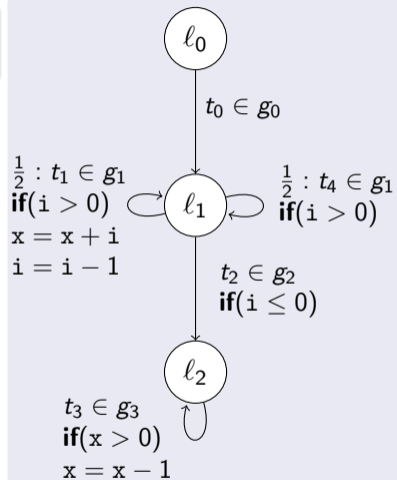 ℓ₀
t₀ ∈ g₀
½ : t₁ ∈ g₁
if(i > 0)
x = x + i
i = i − 1
ℓ₁
½ : t₄ ∈ g₁
if(i > 0)
t₂ ∈ g₂
if(i ≤ 0)
ℓ₂
t₃ ∈ g₃
if(x > 0)
x = x − 1